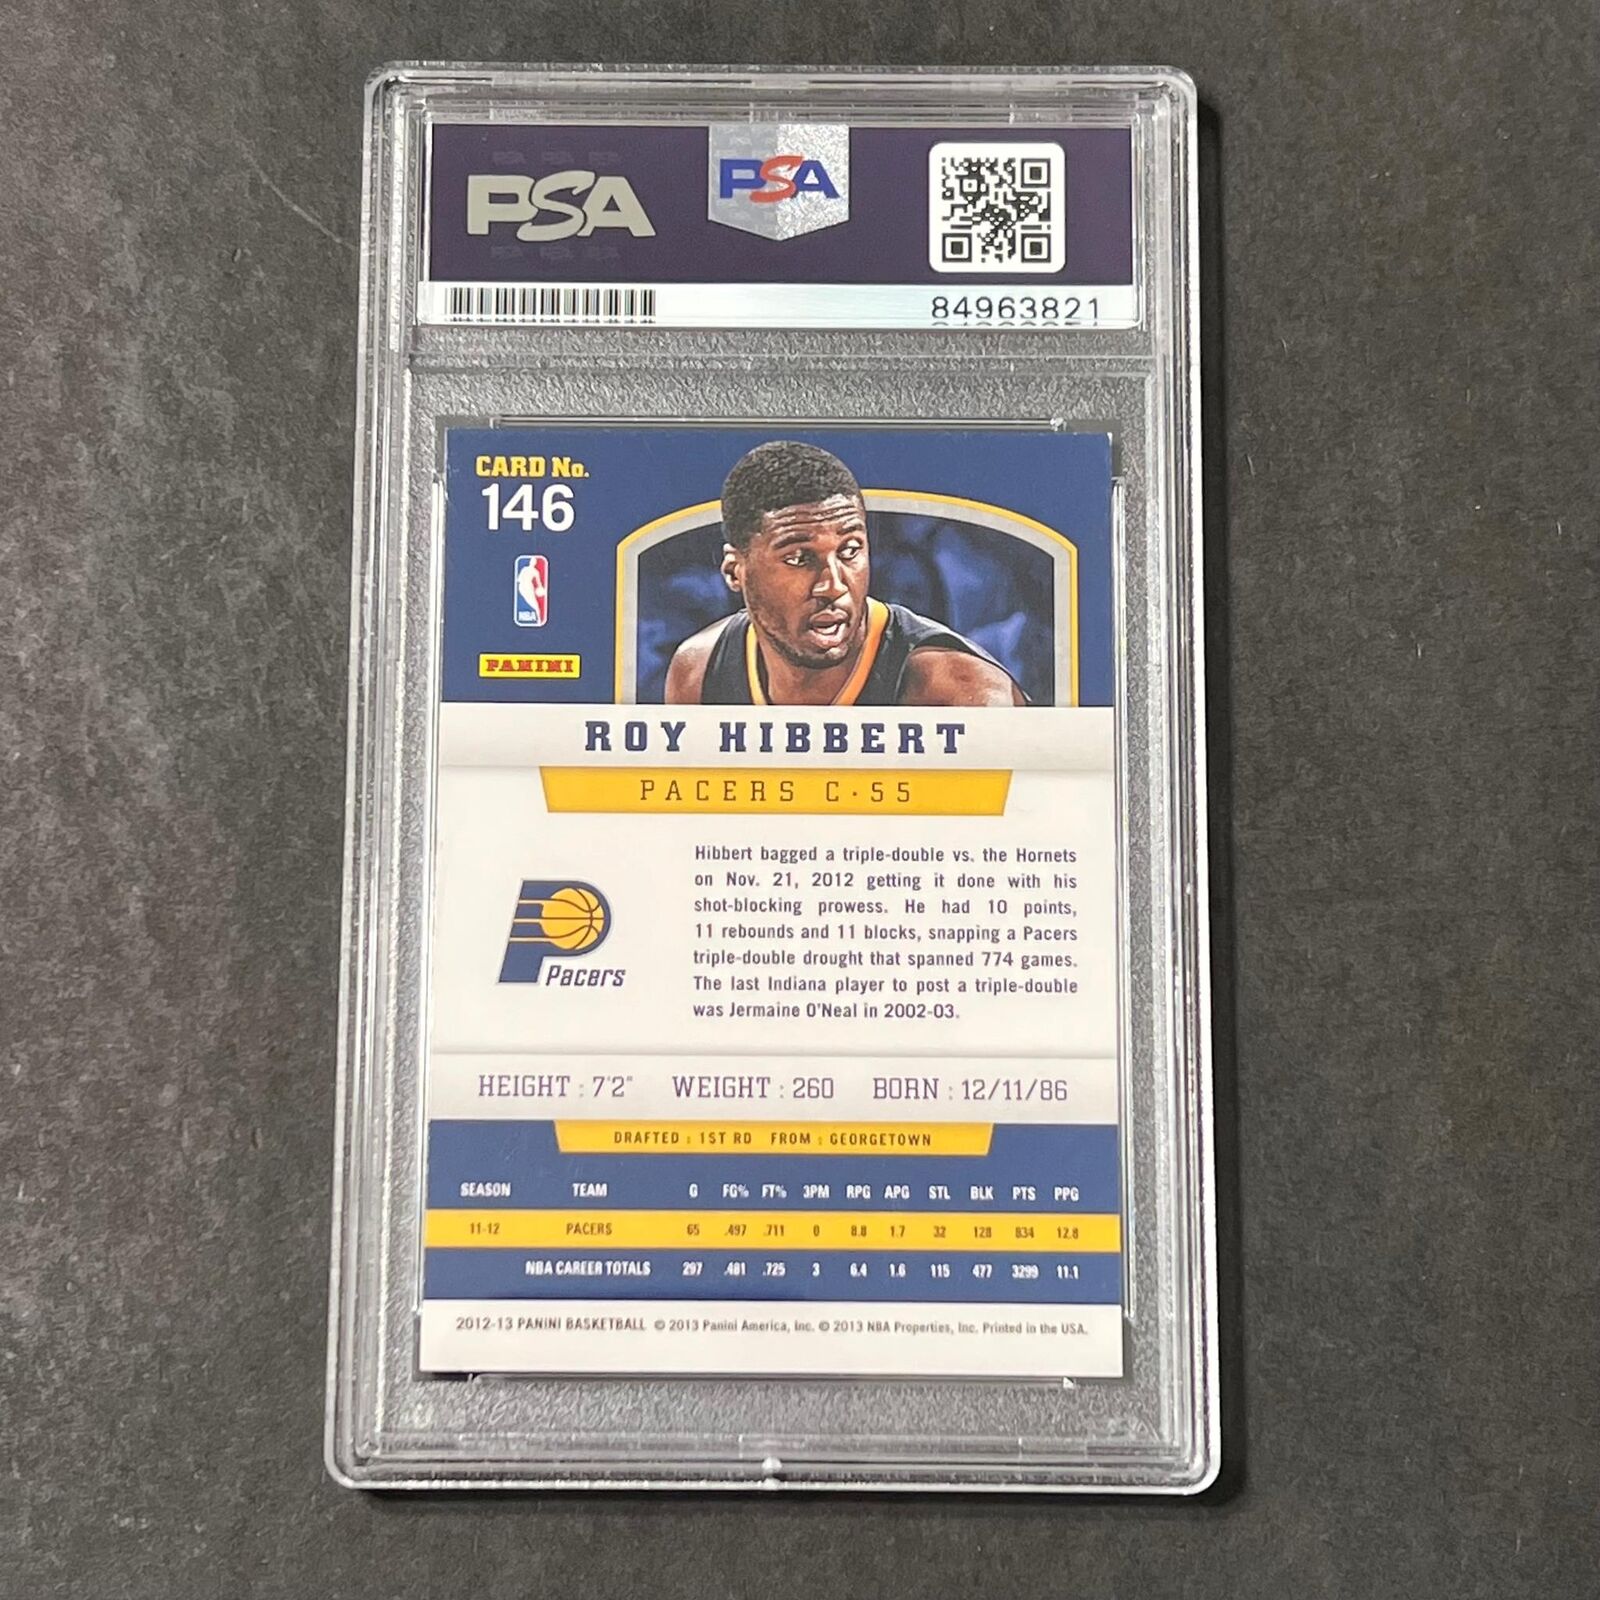 PSA
PSA
84963821
CARD No.
146
NBA
PANINI
ROY HIBBERT
PACERS C · 55
Hibbert bagged a triple-double vs. the Hornets
on Nov. 21, 2012 getting it done with his
shot-blocking prowess. He had 10 points,
11 rebounds and 11 blocks, snapping a Pacers
triple-double drought that spanned 774 games.
The last Indiana player to post a triple-double
was Jermaine O'Neal in 2002-03.
Pacers
HEIGHT : 7'2" WEIGHT : 260 BORN : 12/11/86
DRAFTED : 1ST RD FROM : GEORGETOWN
SEASON TEAM G FG% FT% 3PM RPG APG STL BLK PTS PPG
11-12 PACERS 65 .497 .711 0 8.8 1.7 32 128 834 12.8
NBA CAREER TOTALS 297 .481 .725 3 6.4 1.6 115 477 3299 11.1
2012-13 PANINI BASKETBALL © 2013 Panini America, Inc. © 2013 NBA Properties, Inc. Printed in the USA.